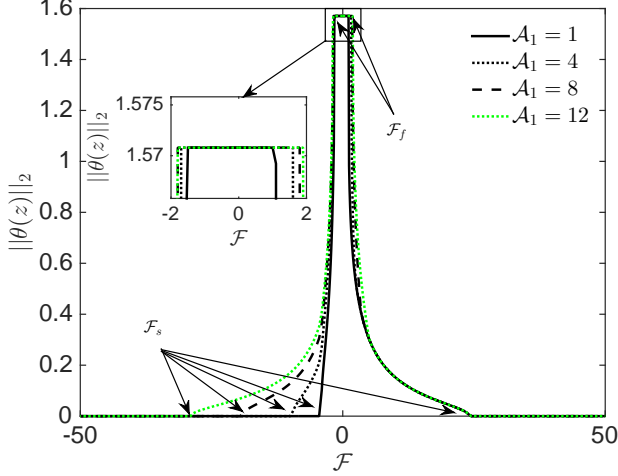 1.6
1.4
1.2
1
0.8
0.6
0.4
0.2
0
||θ(z)||₂
𝒜₁ = 1
𝒜₁ = 4
𝒜₁ = 8
𝒜₁ = 12
ℱ_f
1.575
1.57
||θ(z)||₂
-2 0 2
ℱ
ℱ_s
-50 0 50
ℱ